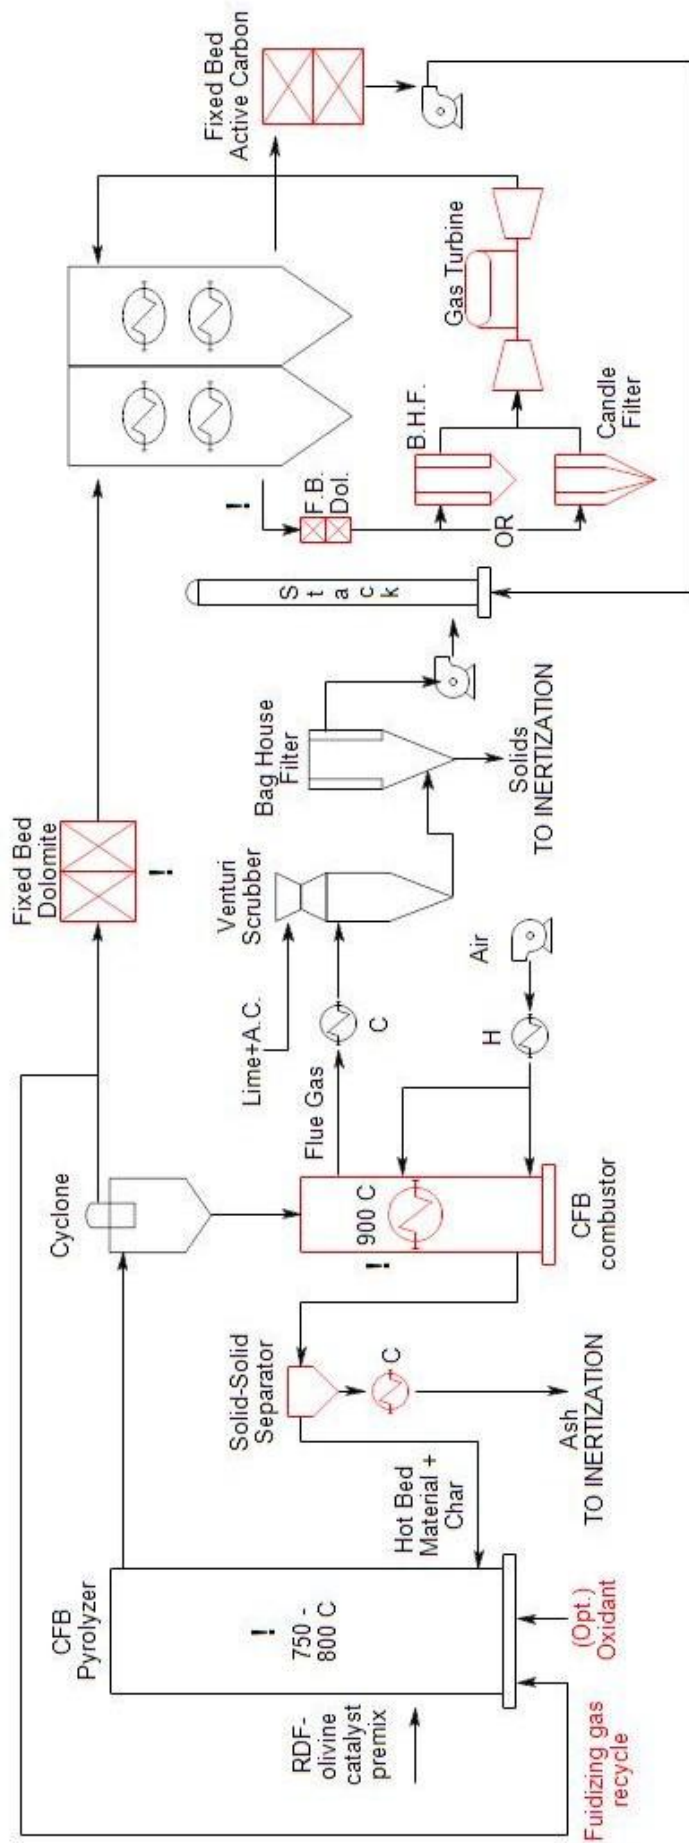 CFB
Pyrolyzer
!
750 -
800 C
RDF-
olivine
catalyst
premix
Fuidizing gas
recycle
(Opt.)
Oxidant
Hot Bed
Material +
Char
Solid-Solid
Separator
C
Ash
TO INERTIZATION
Cyclone
900 C
!
CFB
combustor
Flue Gas
Lime+A.C.
C
H
Air
Venturi
Scrubber
Bag House
Filter
Solids
TO INERTIZATION
Stack
Fixed Bed
Dolomite
!
!
F.B.
Dol.
OR
B.H.F.
Candle
Filter
Gas Turbine
Fixed Bed
Active Carbon